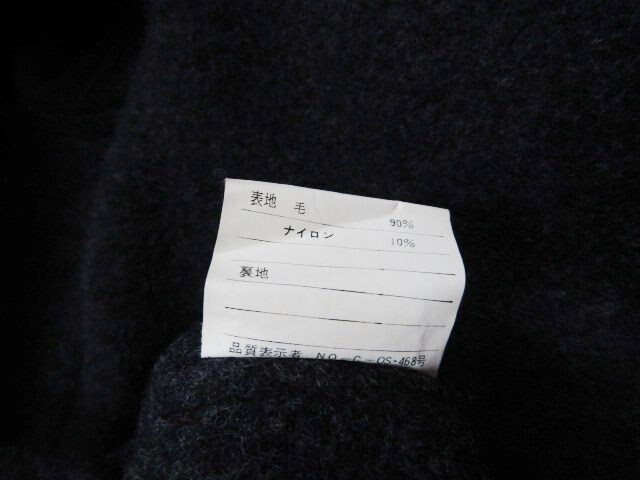 表地 毛 90%
ナイロン 10%
裏地
品質表示者 NO-C-OS-468号